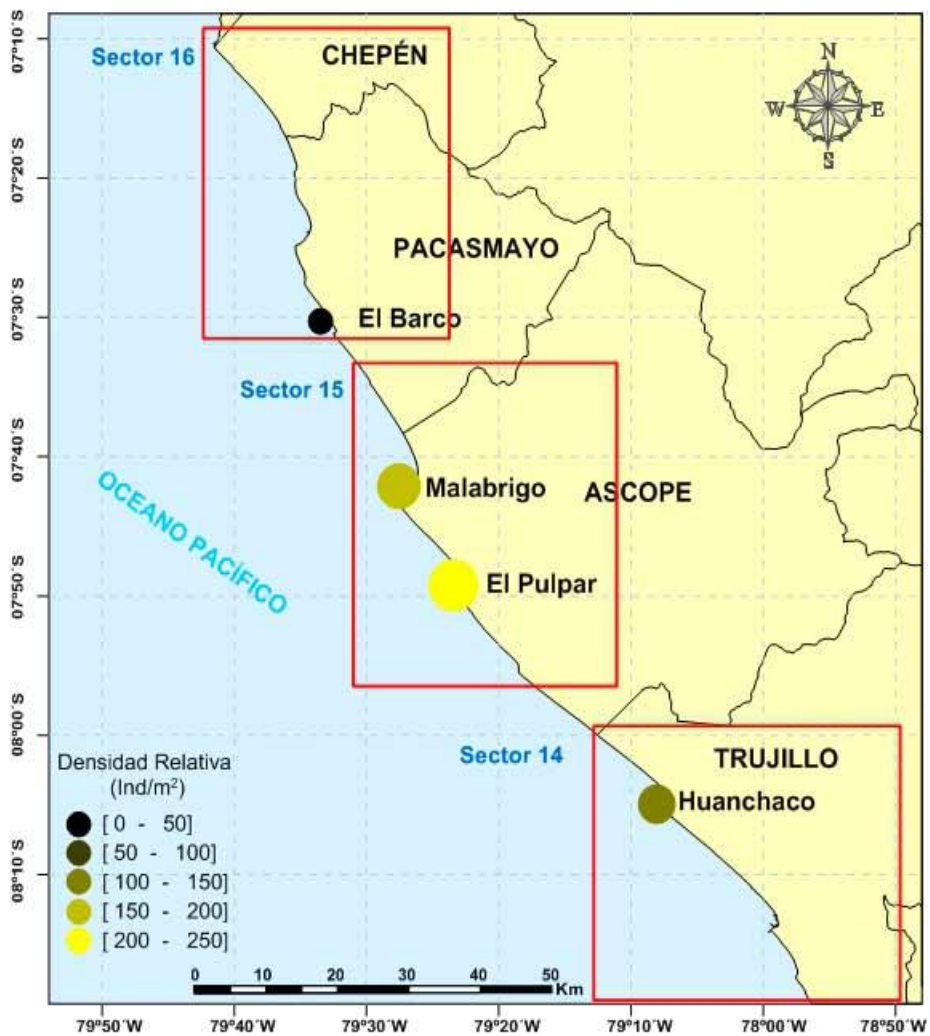 07°10´S
07°20´S
07°30´S
07°40´S
07°50´S
08°00´S
08°10´S
Sector 16
CHEPÉN
N
W
E
S
PACASMAYO
El Barco
Sector 15
Malabrigo
ASCOPE
OCEANO PACÍFICO
El Pulpar
Sector 14
TRUJILLO
Huanchaco
Densidad Relativa
(Ind/m²)
[ 0 - 50]
[ 50 - 100]
[ 100 - 150]
[ 150 - 200]
[ 200 - 250]
0 10 20 30 40 50
Km
79°50´W 79°40´W 79°30´W 79°20´W 79°10´W 78°00´W 78°50´W